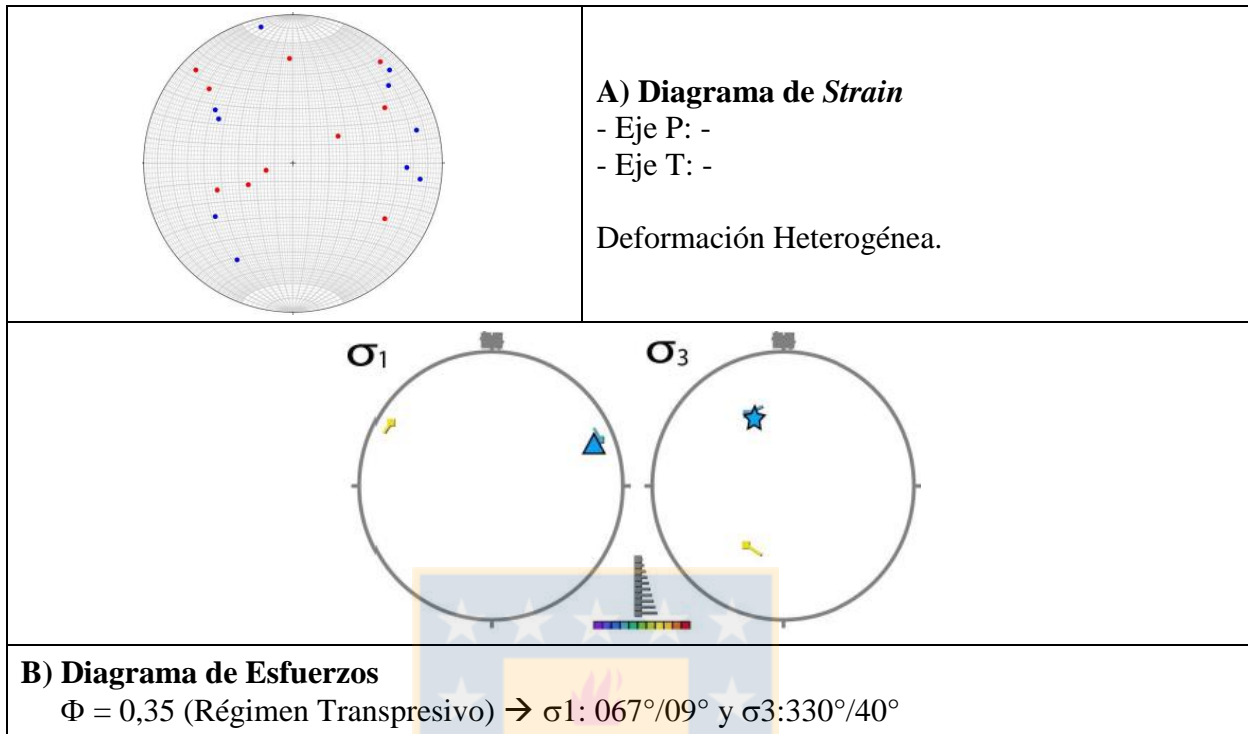 A) Diagrama de Strain
- Eje P: -
- Eje T: -
Deformación Heterogénea.
σ1
σ3
B) Diagrama de Esfuerzos
Φ = 0,35 (Régimen Transpresivo) → σ1: 067°/09° y σ3:330°/40°